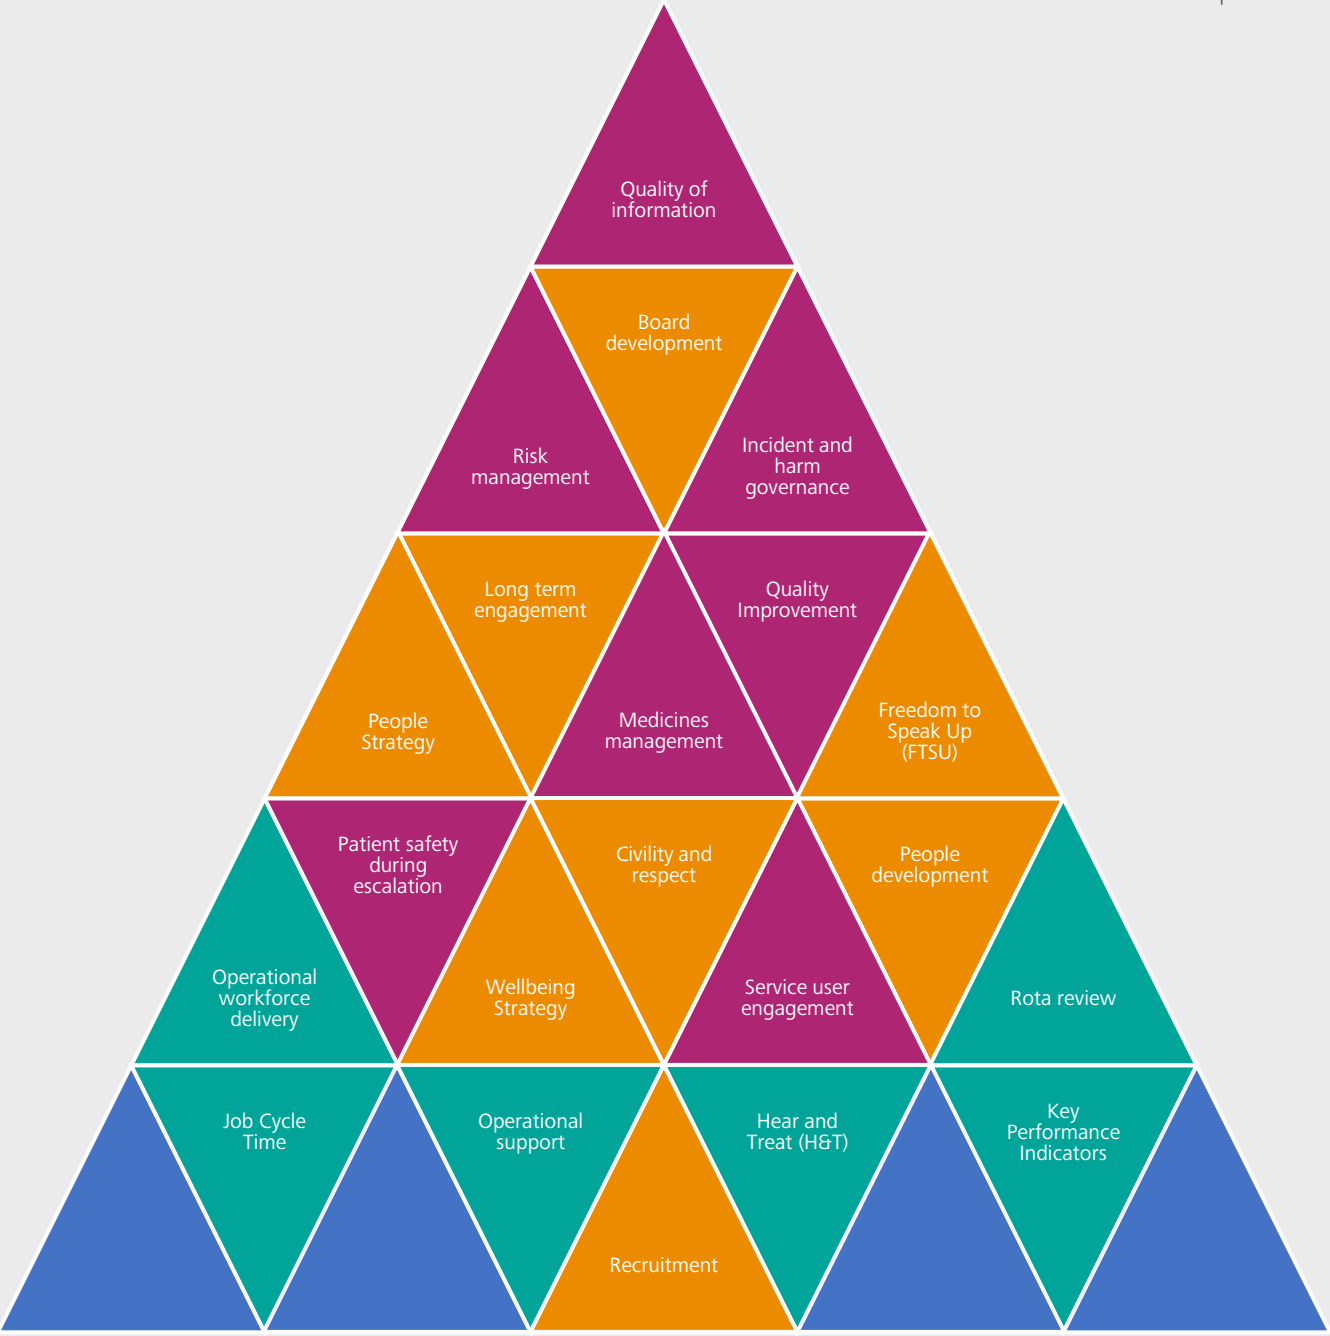 Quality of
information
Board
development
Risk
management
Incident and
harm
governance
Long term
engagement
Quality
Improvement
People
Strategy
Medicines
management
Freedom to
Speak Up
(FTSU)
Patient safety
during
escalation
Civility and
respect
People
development
Operational
workforce
delivery
Wellbeing
Strategy
Service user
engagement
Rota review
Job Cycle
Time
Operational
support
Hear and
Treat (H&T)
Key
Performance
Indicators
Recruitment